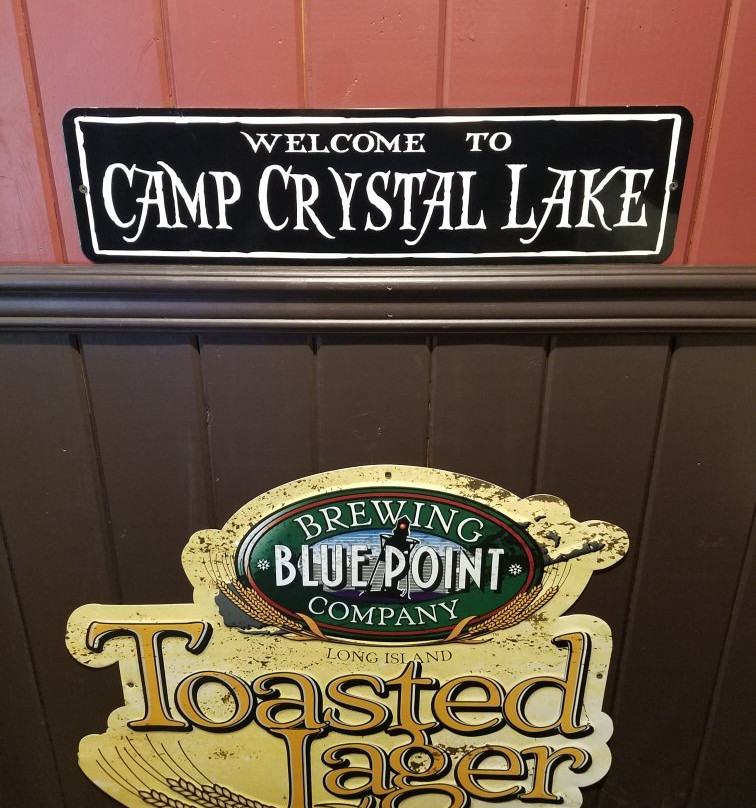 WELCOME TO
CAMP CRYSTAL LAKE
BREWING
BLUE POINT
COMPANY
LONG ISLAND
Toasted
Lager